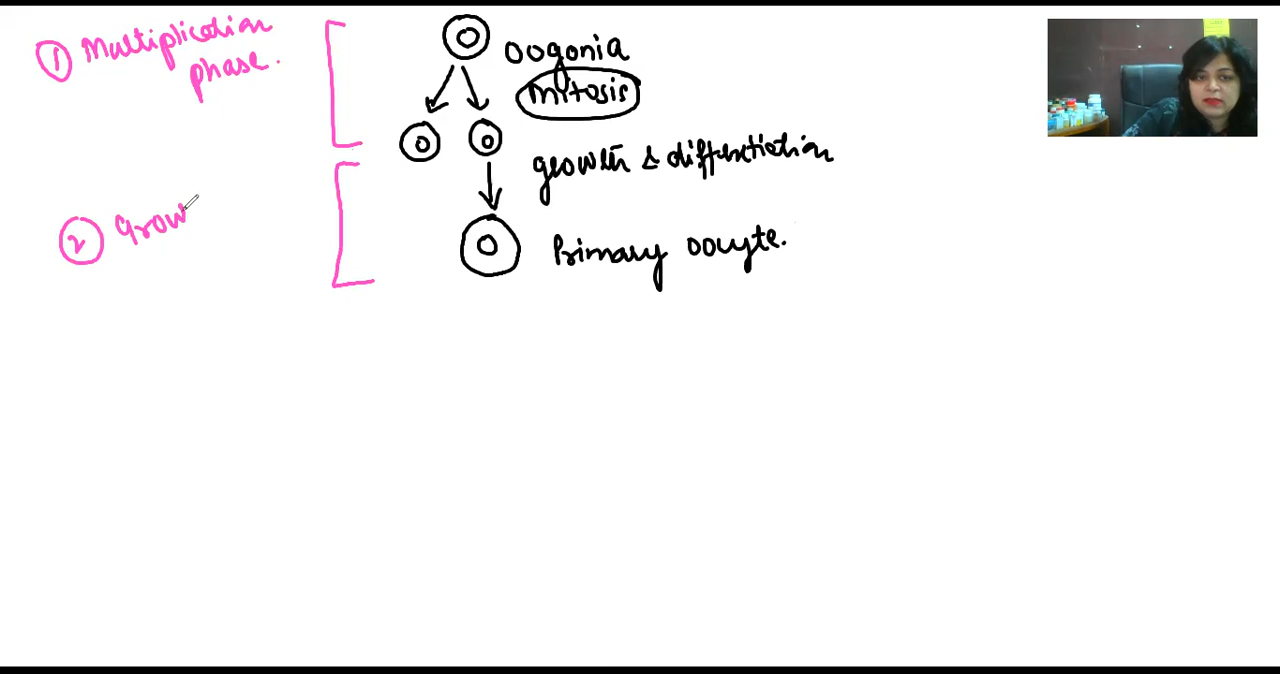 ① Multiplication
phase.
oogonia
mitosis
growth & differentiation
② Grow
Primary oocyte.